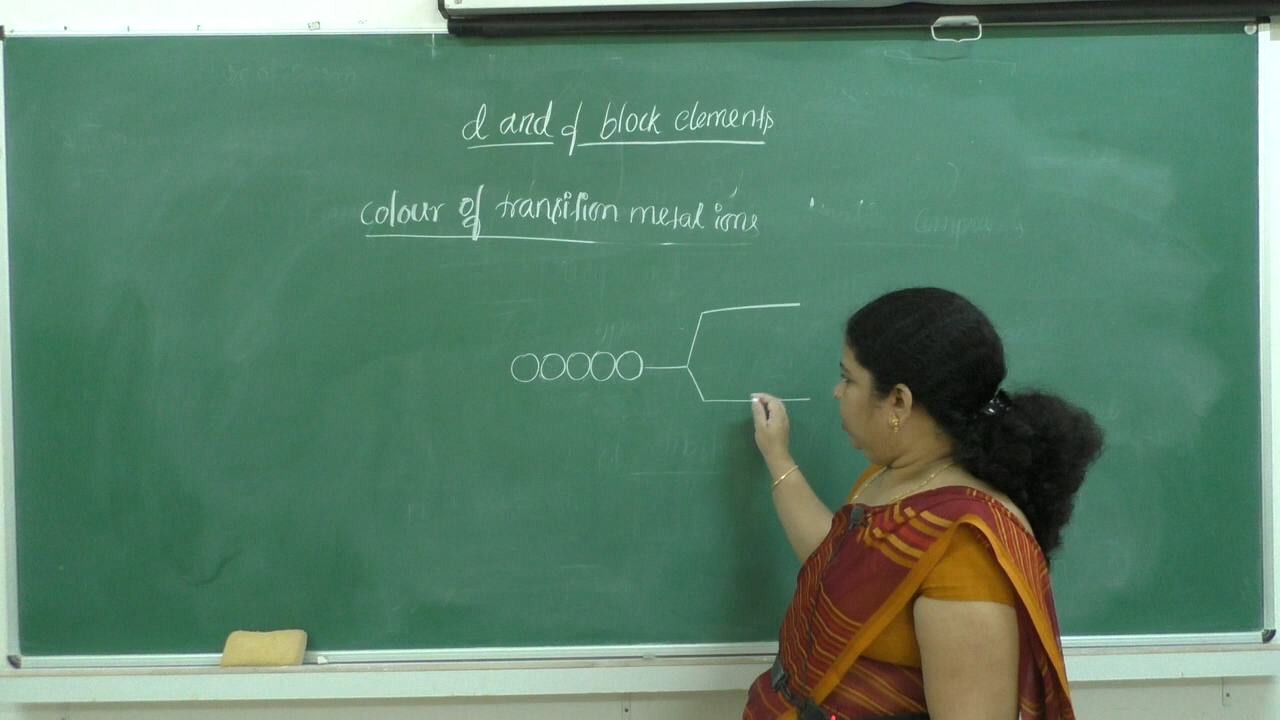 d and f block elements
colour of transition metal ions